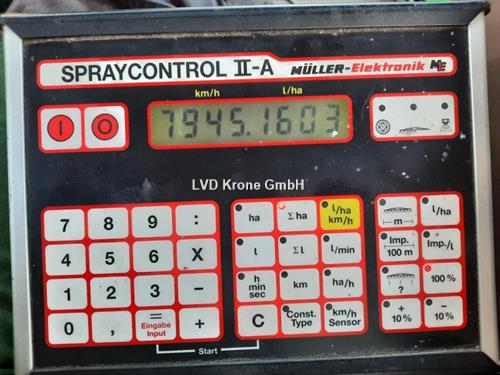 SPRAYCONTROL II-A MÜLLER-Elektronik ME
km/h l/ha
7945.1603
I O
LVD Krone GmbH
7 8 9 :
4 5 6 X
1 2 3 −
0 , = Eingabe Input +
Start
ha Σha l/ha km/h
l Σl l/min
h min sec km ha/h
C Const. Type km/h Sensor
m l/ha
Imp. 100 m Imp./l
? 100%
+ 10% − 10%